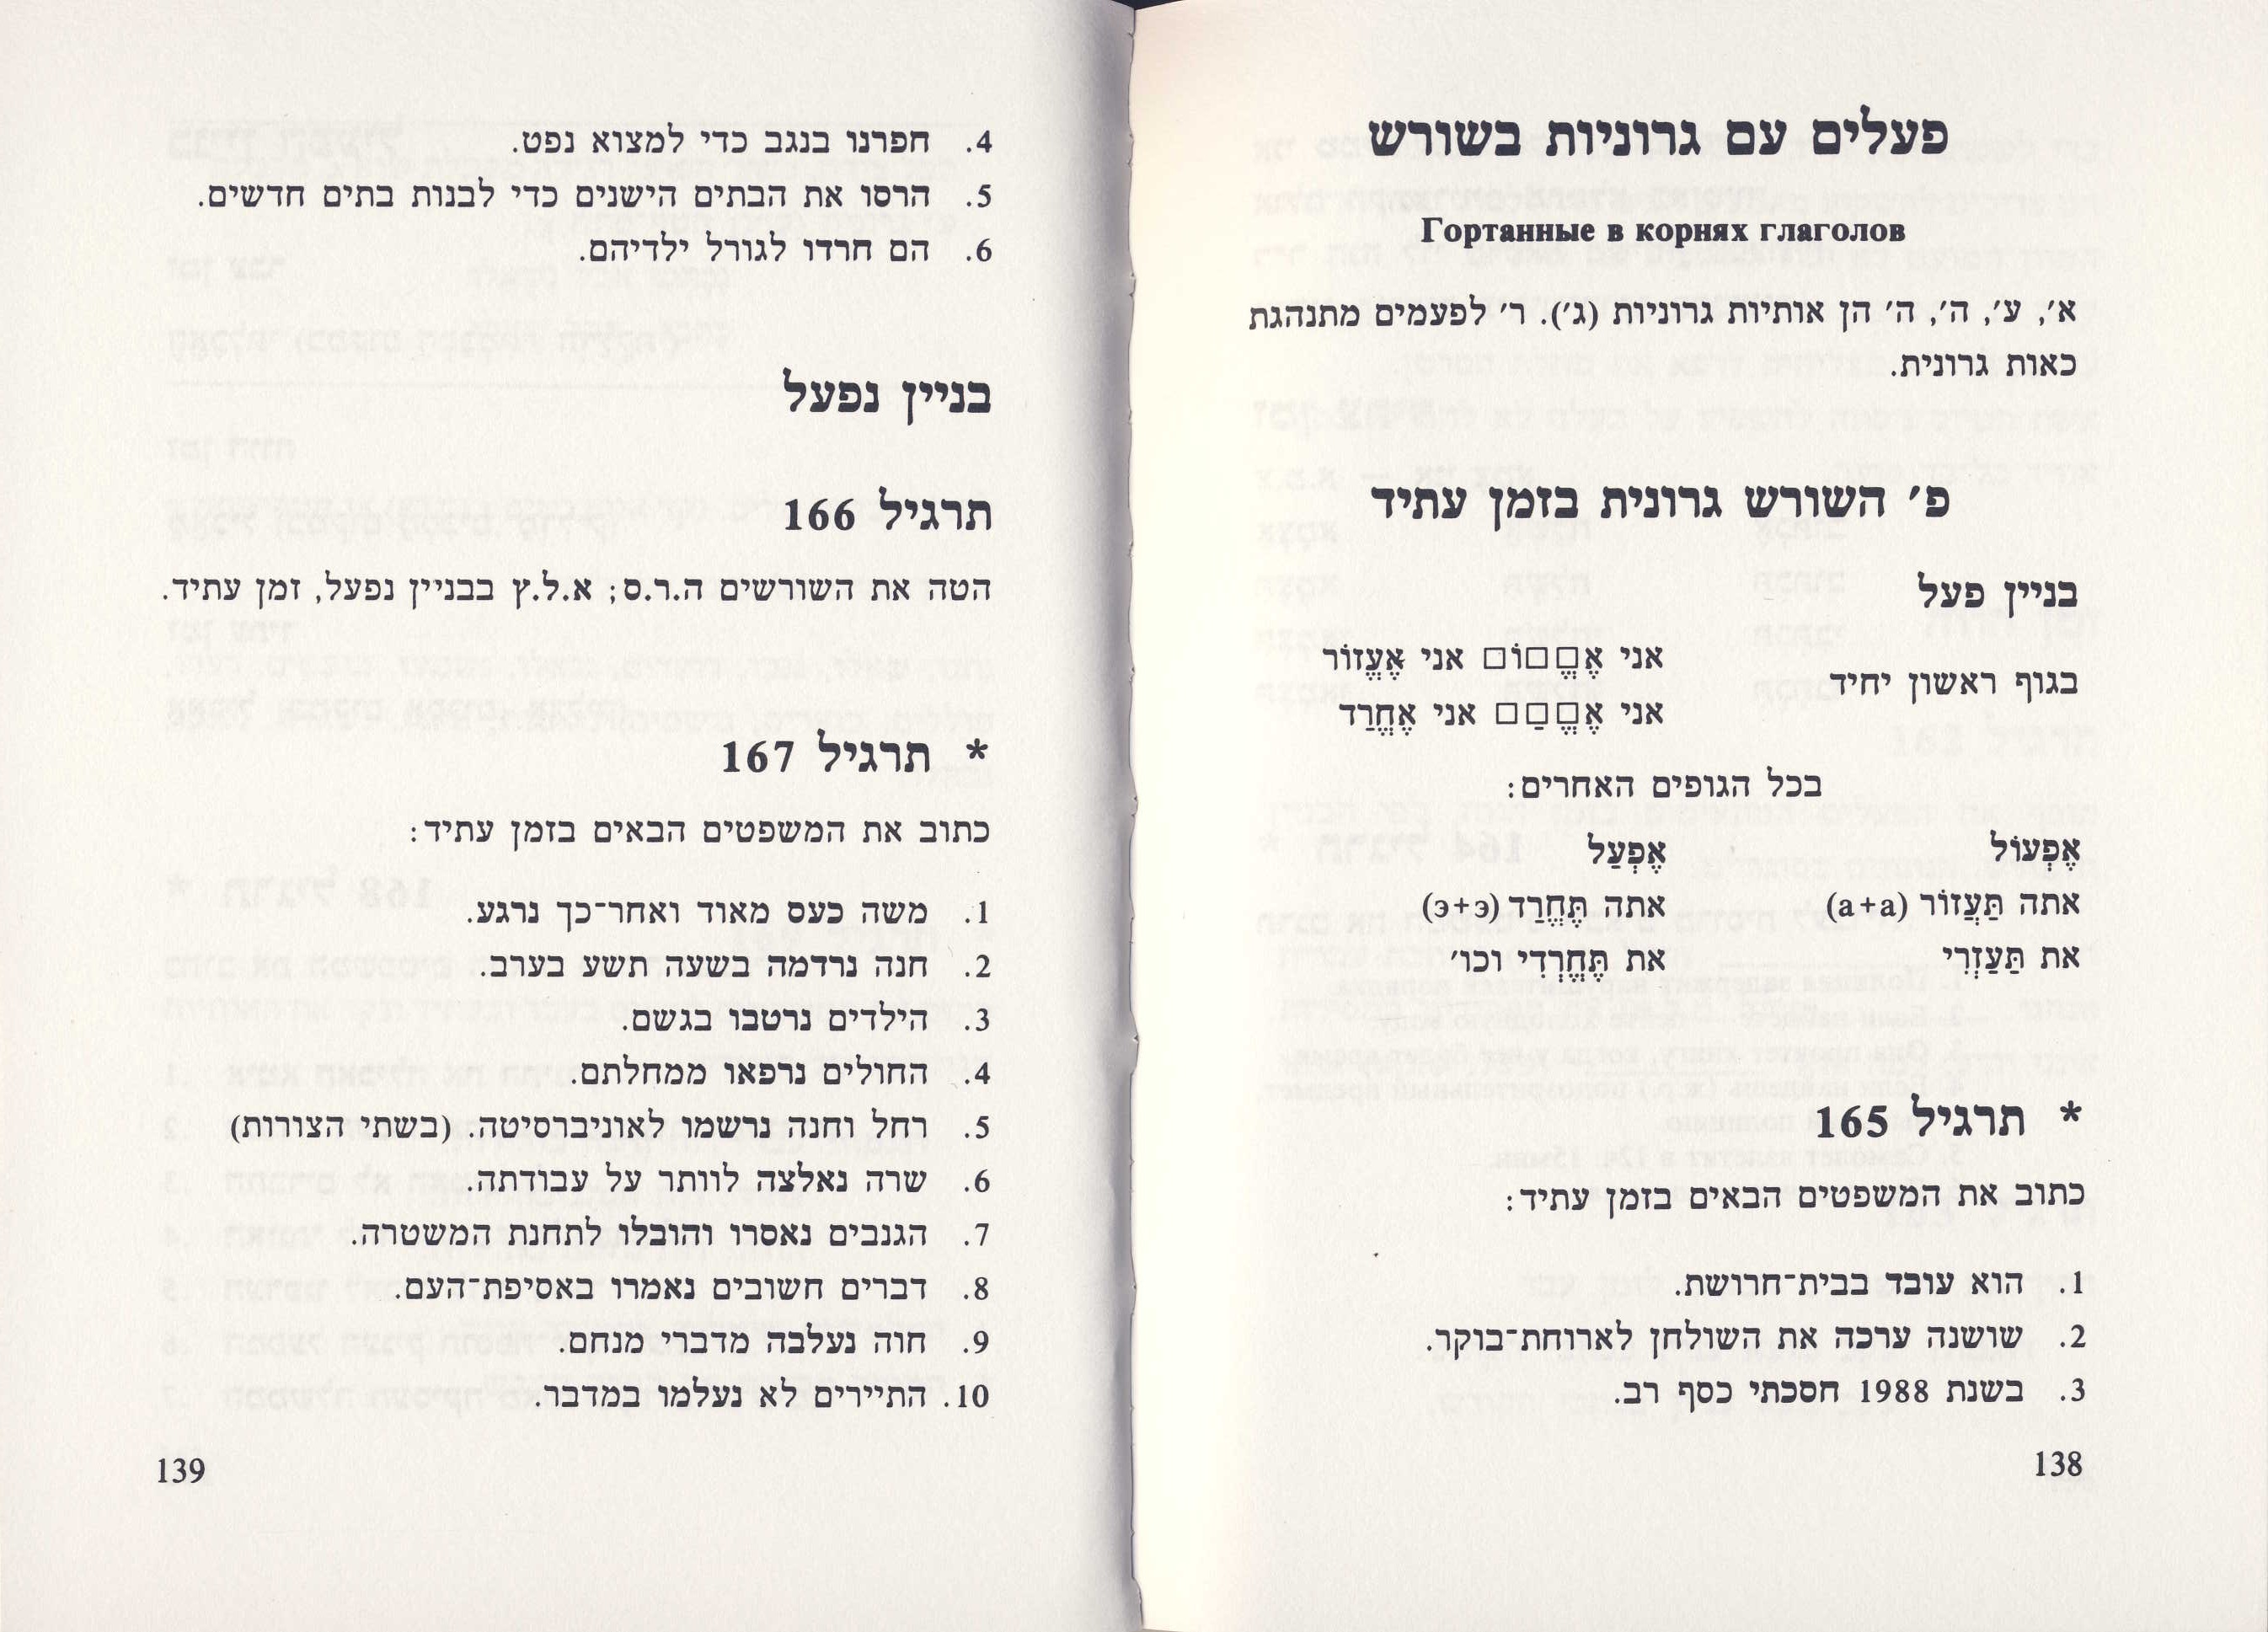 פעלים עם גרוניות בשורש
Гортанные в корнях глаголов
א׳, ע׳, ה׳, ח׳ הן אותיות גרוניות (ג׳). ר׳ לפעמים מתנהגת
כאות גרונית.
פ׳ השורש גרונית בזמן עתיד
בניין פעל
בגוף ראשון יחיד
אני אֶ□ֱ□וֹ□ אני אֶעֱזוֹר
אני אֶ□ֱ□ַ□ אני אֶחֱרַד
בכל הגופים האחרים:
אֶפְעוֹל אֶפְעַל
אתה תַּעֲזוֹר (а+а) אתה תֶּחֱרַד (э+э)
את תַּעַזְרִי את תֶּחֱרְדִי וכו׳
* תרגיל 165
כתוב את המשפטים הבאים בזמן עתיד:
1. הוא עובד בבית־חרושת.
2. שושנה ערכה את השולחן לארוחת־בוקר.
3. בשנת 1988 חסכתי כסף רב.
138
4. חפרנו בנגב כדי למצוא נפט.
5. הרסו את הבתים הישנים כדי לבנות בתים חדשים.
6. הם חרדו לגורל ילדיהם.
בניין נפעל
תרגיל 166
הטה את השורשים ה.ר.ס; א.ל.ץ בבניין נפעל, זמן עתיד.
* תרגיל 167
כתוב את המשפטים הבאים בזמן עתיד:
1. משה כעס מאוד ואחר־כך נרגע.
2. חנה נרדמה בשעה תשע בערב.
3. הילדים נרטבו בגשם.
4. החולים נרפאו ממחלתם.
5. רחל וחנה נרשמו לאוניברסיטה. (בשתי הצורות)
6. שרה נאלצה לוותר על עבודתה.
7. הגנבים נאסרו והובלו לתחנת המשטרה.
8. דברים חשובים נאמרו באסיפת־העם.
9. חוה נעלבה מדברי מנחם.
10. התיירים לא נעלמו במדבר.
139